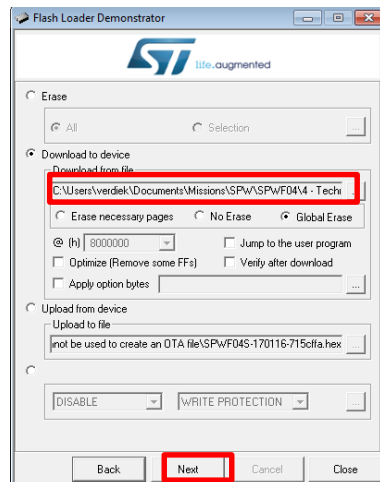 Flash Loader Demonstrator
ST
life.augmented
Erase
All Selection ...
Download to device
Download from file
C:\Users\verdiek\Documents\Missions\SPW\SPWF04\4 - Techn
Erase necessary pages No Erase Global Erase
@ (h) 8000000 Jump to the user program
Optimize (Remove some FFs) Verify after download
Apply option bytes ...
Upload from device
Upload to file
not be used to create an OTA file\SPWF04S-170116-715cffa.hex ...
DISABLE WRITE PROTECTION ...
Back Next Cancel Close